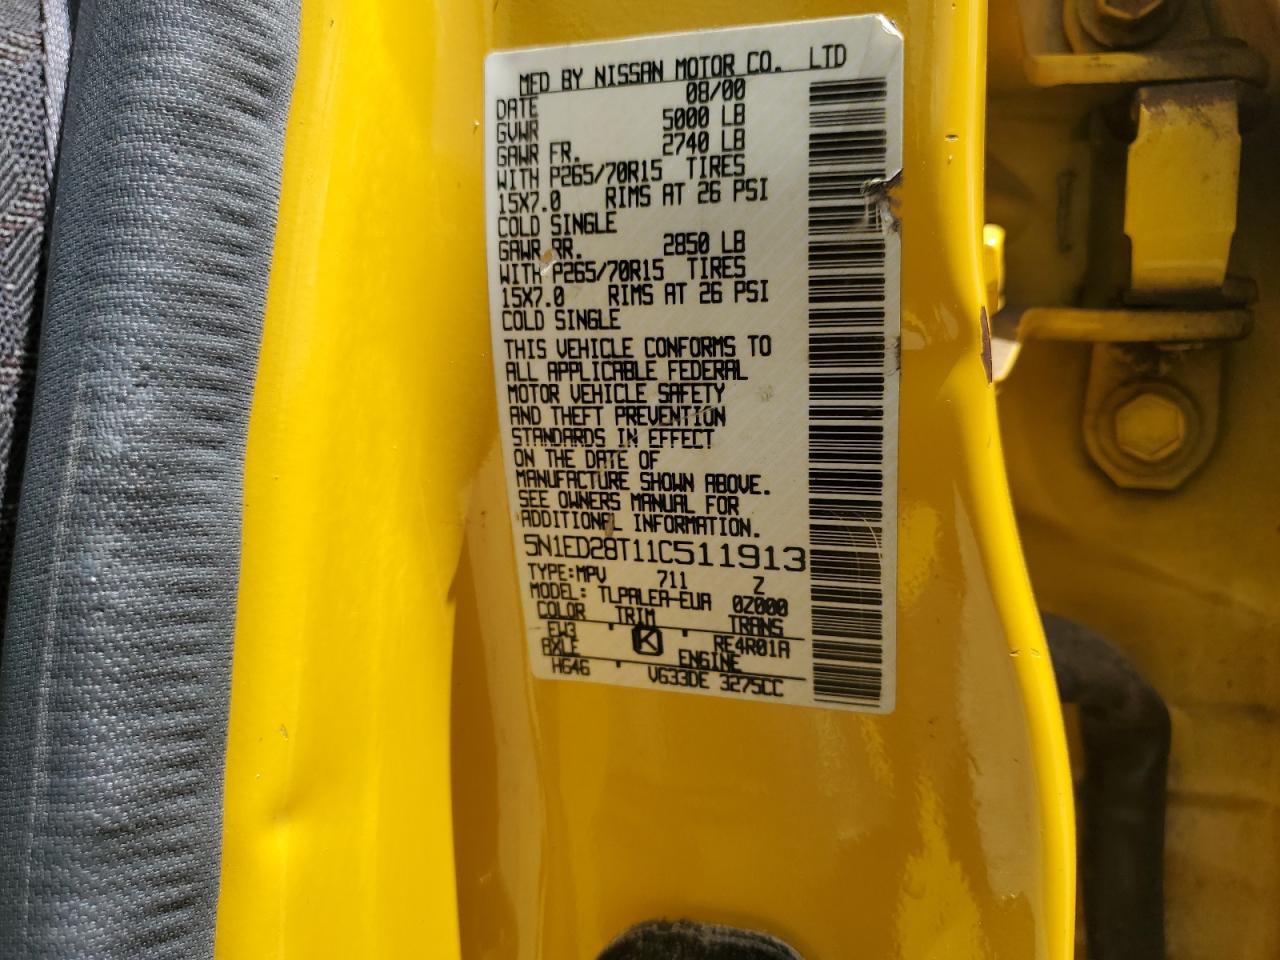 MFD BY NISSAN MOTOR CO. LTD
DATE 08/00
GVWR 5000 LB
GAWR FR. 2740 LB
WITH P265/70R15 TIRES
15X7.0 RIMS AT 26 PSI
COLD SINGLE
GAWR RR. 2850 LB
WITH P265/70R15 TIRES
15X7.0 RIMS AT 26 PSI
COLD SINGLE
THIS VEHICLE CONFORMS TO
ALL APPLICABLE FEDERAL
MOTOR VEHICLE SAFETY
AND THEFT PREVENTION
STANDARDS IN EFFECT
ON THE DATE OF
MANUFACTURE SHOWN ABOVE.
SEE OWNERS MANUAL FOR
ADDITIONAL INFORMATION.
5N1ED28T11C511913
TYPE:MPV 711 Z
MODEL: TLPALEA-EUA 0Z000
COLOR TRIM TRANS
EW3 K RE4R01A
AXLE ENGINE
HG46 VG33DE 3275CC